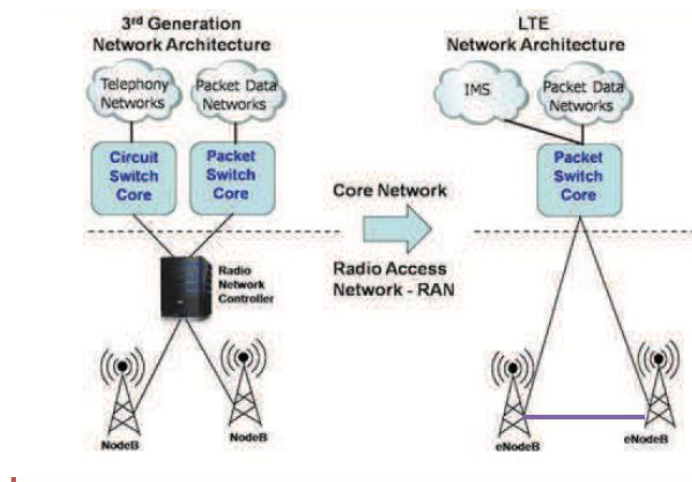 3rd Generation
Network Architecture
Telephony
Networks
Packet Data
Networks
Circuit
Switch
Core
Packet
Switch
Core
Radio
Network
Controller
NodeB
NodeB
Core Network
Radio Access
Network - RAN
LTE
Network Architecture
IMS
Packet Data
Networks
Packet
Switch
Core
eNodeB
eNodeB